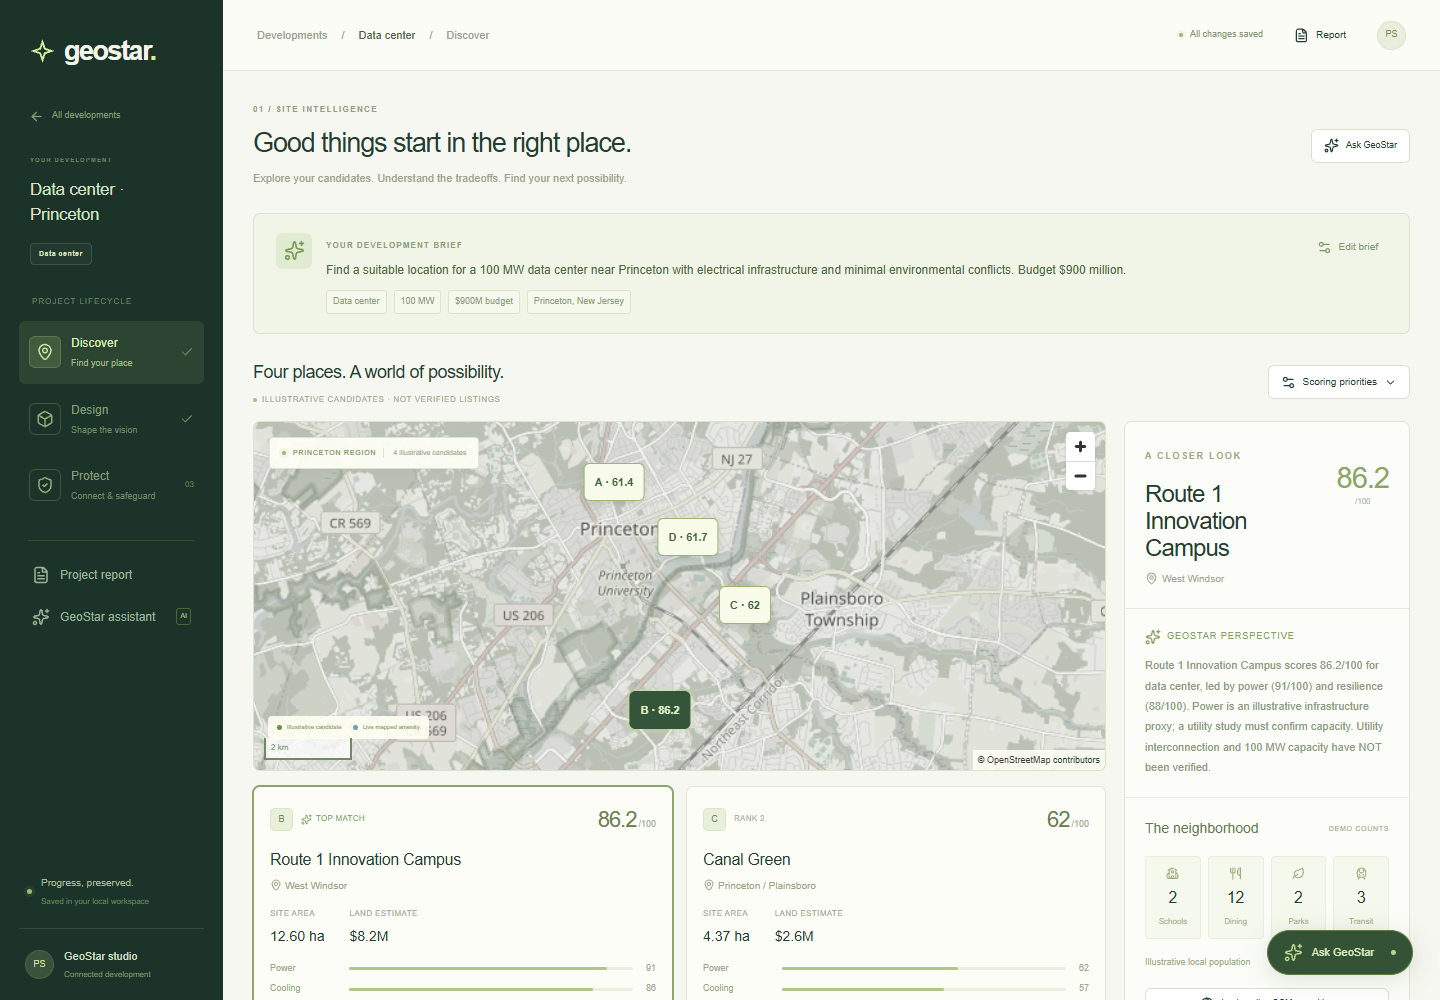 geostar.
All developments
YOUR DEVELOPMENT
Data center ·
Princeton
Data center
PROJECT LIFECYCLE
Discover
Find your place
Design
Shape the vision
Protect
Connect & safeguard
03
Project report
GeoStar assistant
AI
Progress, preserved.
Saved in your local workspace
PS
GeoStar studio
Connected development
Developments / Data center / Discover
All changes saved
Report
PS
01 / SITE INTELLIGENCE
Good things start in the right place.
Explore your candidates. Understand the tradeoffs. Find your next possibility.
Ask GeoStar
YOUR DEVELOPMENT BRIEF
Find a suitable location for a 100 MW data center near Princeton with electrical infrastructure and minimal environmental conflicts. Budget $900 million.
Edit brief
Data center
100 MW
$900M budget
Princeton, New Jersey
Four places. A world of possibility.
ILLUSTRATIVE CANDIDATES · NOT VERIFIED LISTINGS
Scoring priorities
PRINCETON REGION
4 illustrative candidates
NJ 27
A · 61.4
CR 569
Princeton
D · 61.7
Princeton
University
US 206
C · 62
Plainsboro
Township
B · 86.2
Northeast Corridor
US 206
569
Illustrative candidate
Live mapped amenity
2 km
© OpenStreetMap contributors
B
TOP MATCH
86.2/100
Route 1 Innovation Campus
West Windsor
SITE AREA
LAND ESTIMATE
12.60 ha
$8.2M
Power
91
Cooling
86
C
RANK 2
62/100
Canal Green
Princeton / Plainsboro
SITE AREA
LAND ESTIMATE
4.37 ha
$2.6M
Power
62
Cooling
57
A CLOSER LOOK
86.2
/100
Route 1
Innovation
Campus
West Windsor
GEOSTAR PERSPECTIVE
Route 1 Innovation Campus scores 86.2/100 for
data center, led by power (91/100) and resilience
(88/100). Power is an illustrative infrastructure
proxy; a utility study must confirm capacity. Utility
interconnection and 100 MW capacity have NOT
been verified.
The neighborhood
DEMO COUNTS
2
Schools
12
Dining
2
Parks
3
Transit
Illustrative local population
Ask GeoStar